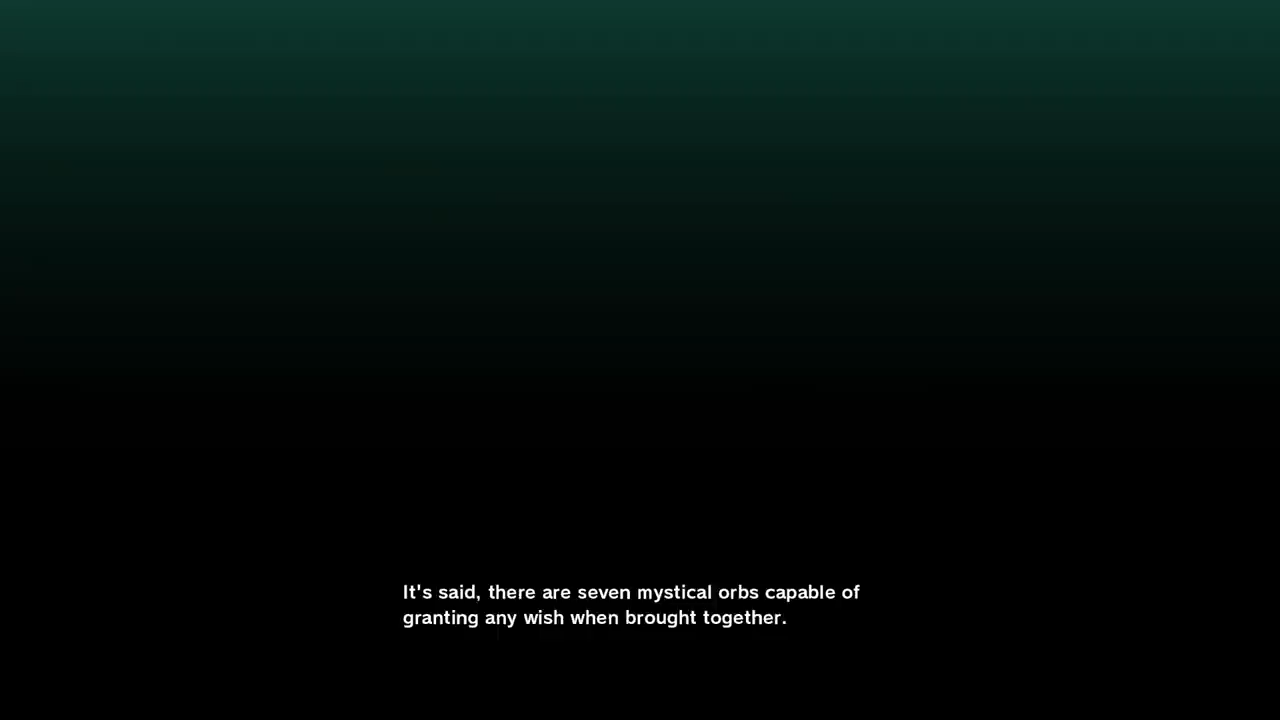 It's said, there are seven mystical orbs capable of
granting any wish when brought together.